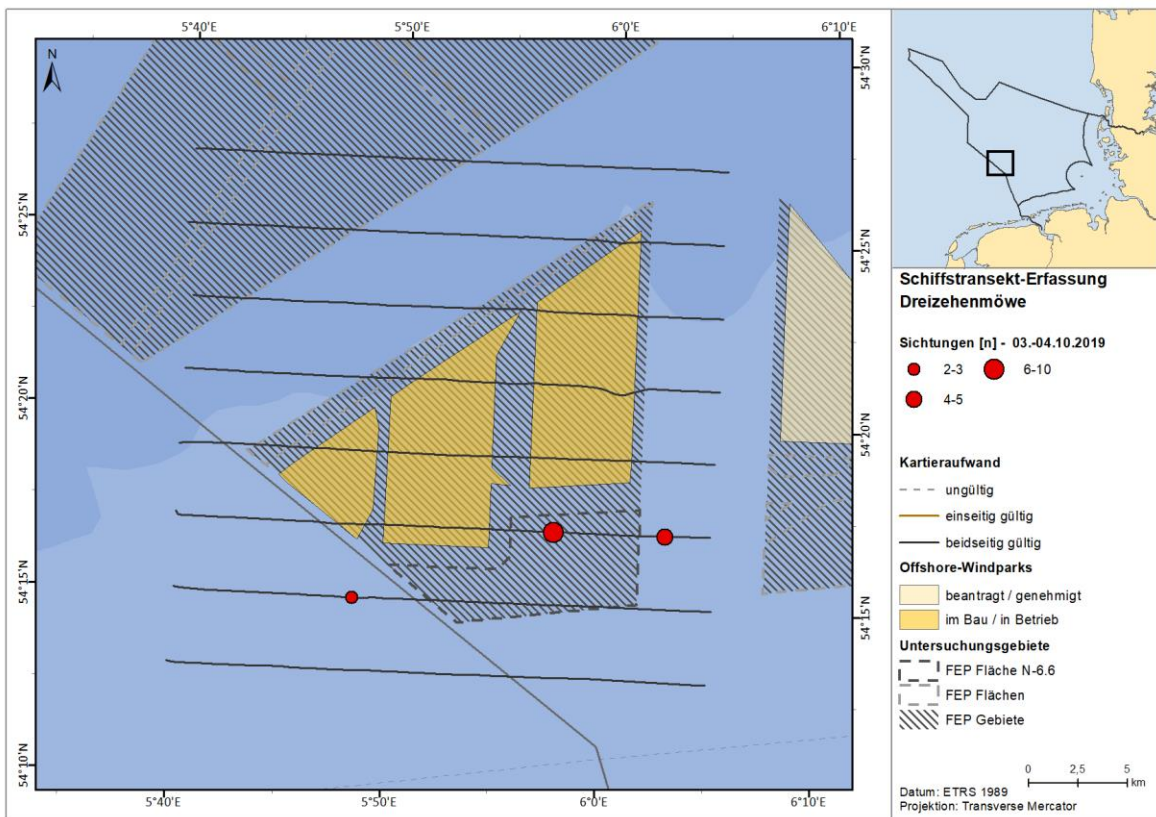 5°40'E 5°50'E 6°0'E 6°10'E
N
54°30'N
54°25'N
54°25'N
54°20'N
54°20'N
54°15'N
54°15'N
54°10'N
5°40'E 5°50'E 6°0'E 6°10'E
Schiffstransekt-Erfassung
Dreizehenmöwe
Sichtungen [n] - 03.-04.10.2019
2-3 6-10
4-5
Kartieraufwand
ungültig
einseitig gültig
beidseitig gültig
Offshore-Windparks
beantragt / genehmigt
im Bau / in Betrieb
Untersuchungsgebiete
FEP Fläche N-6.6
FEP Flächen
FEP Gebiete
0 2,5 5
km
Datum: ETRS 1989
Projektion: Transverse Mercator